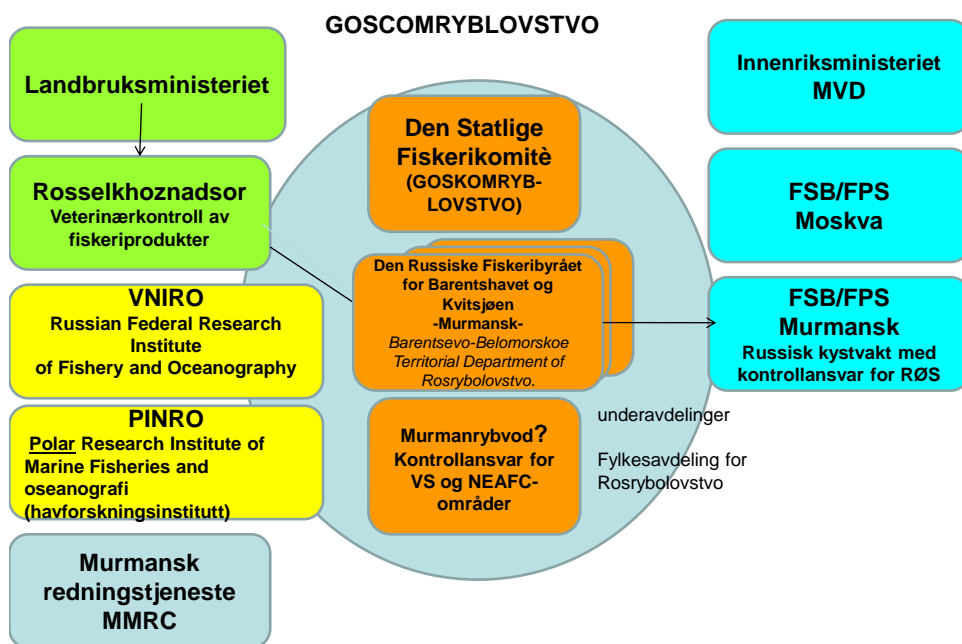 GOSCOMRYBLOVSTVO
Landbruksministeriet
Rosselkhoznadsor
Veterinærkontroll av
fiskeriprodukter
VNIRO
Russian Federal Research
Institute
of Fishery and Oceanography
PINRO
Polar Research Institute of
Marine Fisheries and
oseanografi
(havforskningsinstitutt)
Murmansk
redningstjeneste
MMRC
Den Statlige
Fiskerikomitè
(GOSKOMRYB-
LOVSTVO)
Den Russiske Fiskeribyrået
for Barentshavet og
Kvitsjøen
-Murmansk-
Barentsevo-Belomorskoe
Territorial Department of
Rosrybolovstvo.
Murmanrybvod?
Kontrollansvar for
VS og NEAFC-
områder
underavdelinger
Fylkesavdeling for
Rosrybolovstvo
Innenriksministeriet
MVD
FSB/FPS
Moskva
FSB/FPS
Murmansk
Russisk kystvakt med
kontrollansvar for RØS